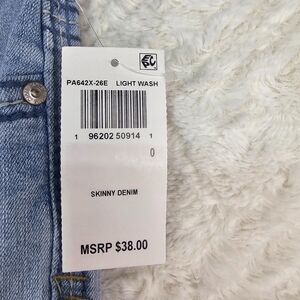 PA642X-26E LIGHT WASH
1 96202 50914 1
0
SKINNY DENIM
MSRP $38.00